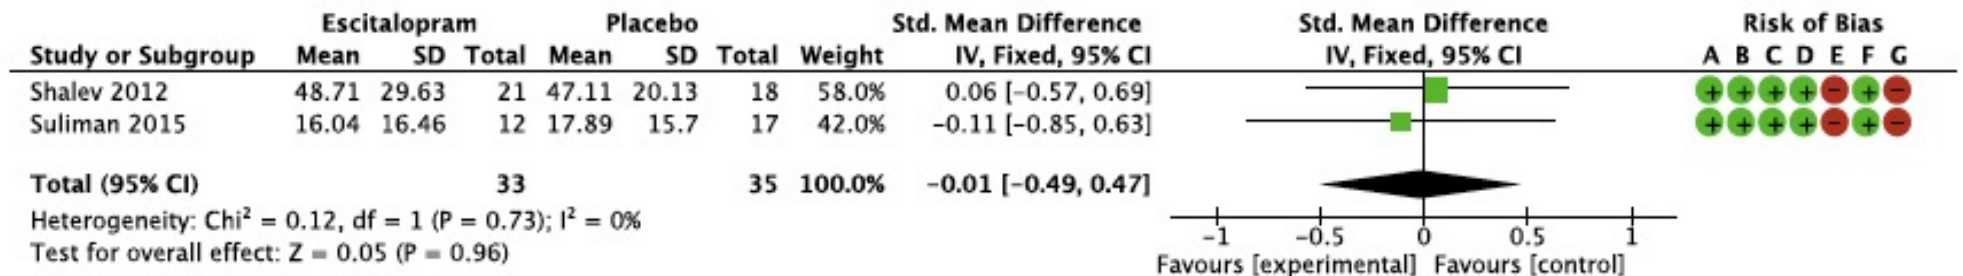 Escitalopram Placebo Std. Mean Difference Std. Mean Difference Risk of Bias
Study or Subgroup Mean SD Total Mean SD Total Weight IV, Fixed, 95% CI IV, Fixed, 95% CI A B C D E F G
Shalev 2012 48.71 29.63 21 47.11 20.13 18 58.0% 0.06 [−0.57, 0.69] + + + + − + −
Suliman 2015 16.04 16.46 12 17.89 15.7 17 42.0% −0.11 [−0.85, 0.63] + + + + − + −
Total (95% CI) 33 35 100.0% −0.01 [−0.49, 0.47]
Heterogeneity: Chi² = 0.12, df = 1 (P = 0.73); I² = 0%
Test for overall effect: Z = 0.05 (P = 0.96)
−1 −0.5 0 0.5 1
Favours [experimental] Favours [control]